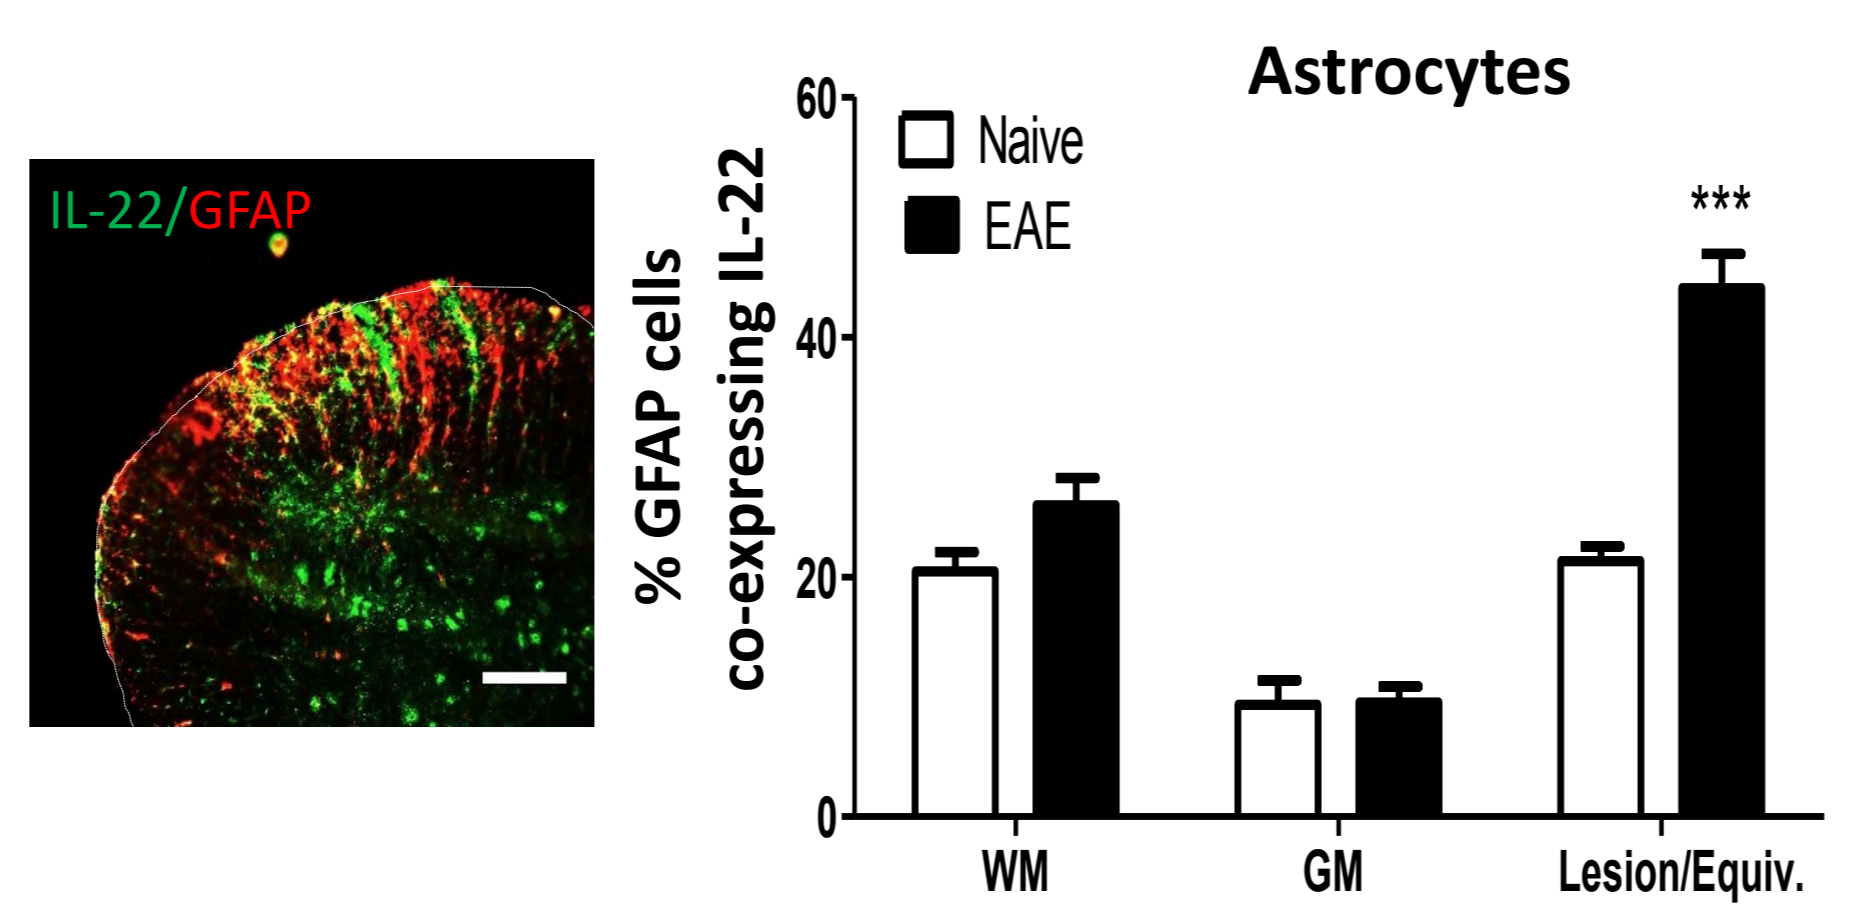 IL-22/GFAP
% GFAP cells
co-expressing IL-22
Astrocytes
60
40
20
0
Naive
EAE
***
WM
GM
Lesion/Equiv.